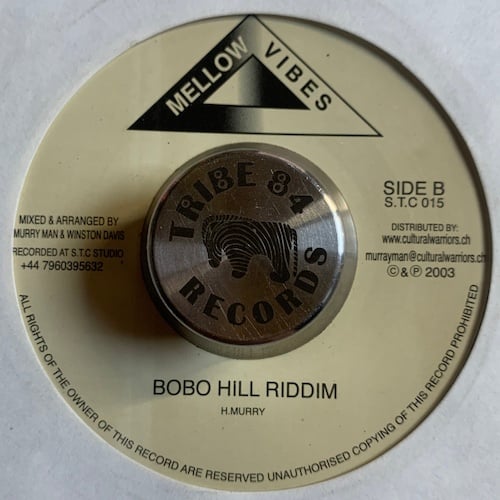 MELLOW VIBES
SIDE B
S.T.C 015
MIXED & ARRANGED BY
MURRY MAN & WINSTON DAVIS
RECORDED AT S.T.C STUDIO
+44 7960395632
TRIBE 84
RECORDS
DISTRIBUTED BY:
www.culturalwarriors.ch
murrayman@culturalwarriors.ch
©&℗ 2003
BOBO HILL RIDDIM
H.MURRY
ALL RIGHTS OF THE OWNER OF THIS RECORD ARE RESERVED UNAUTHORISED COPYING OF THIS RECORD PROHIBITED